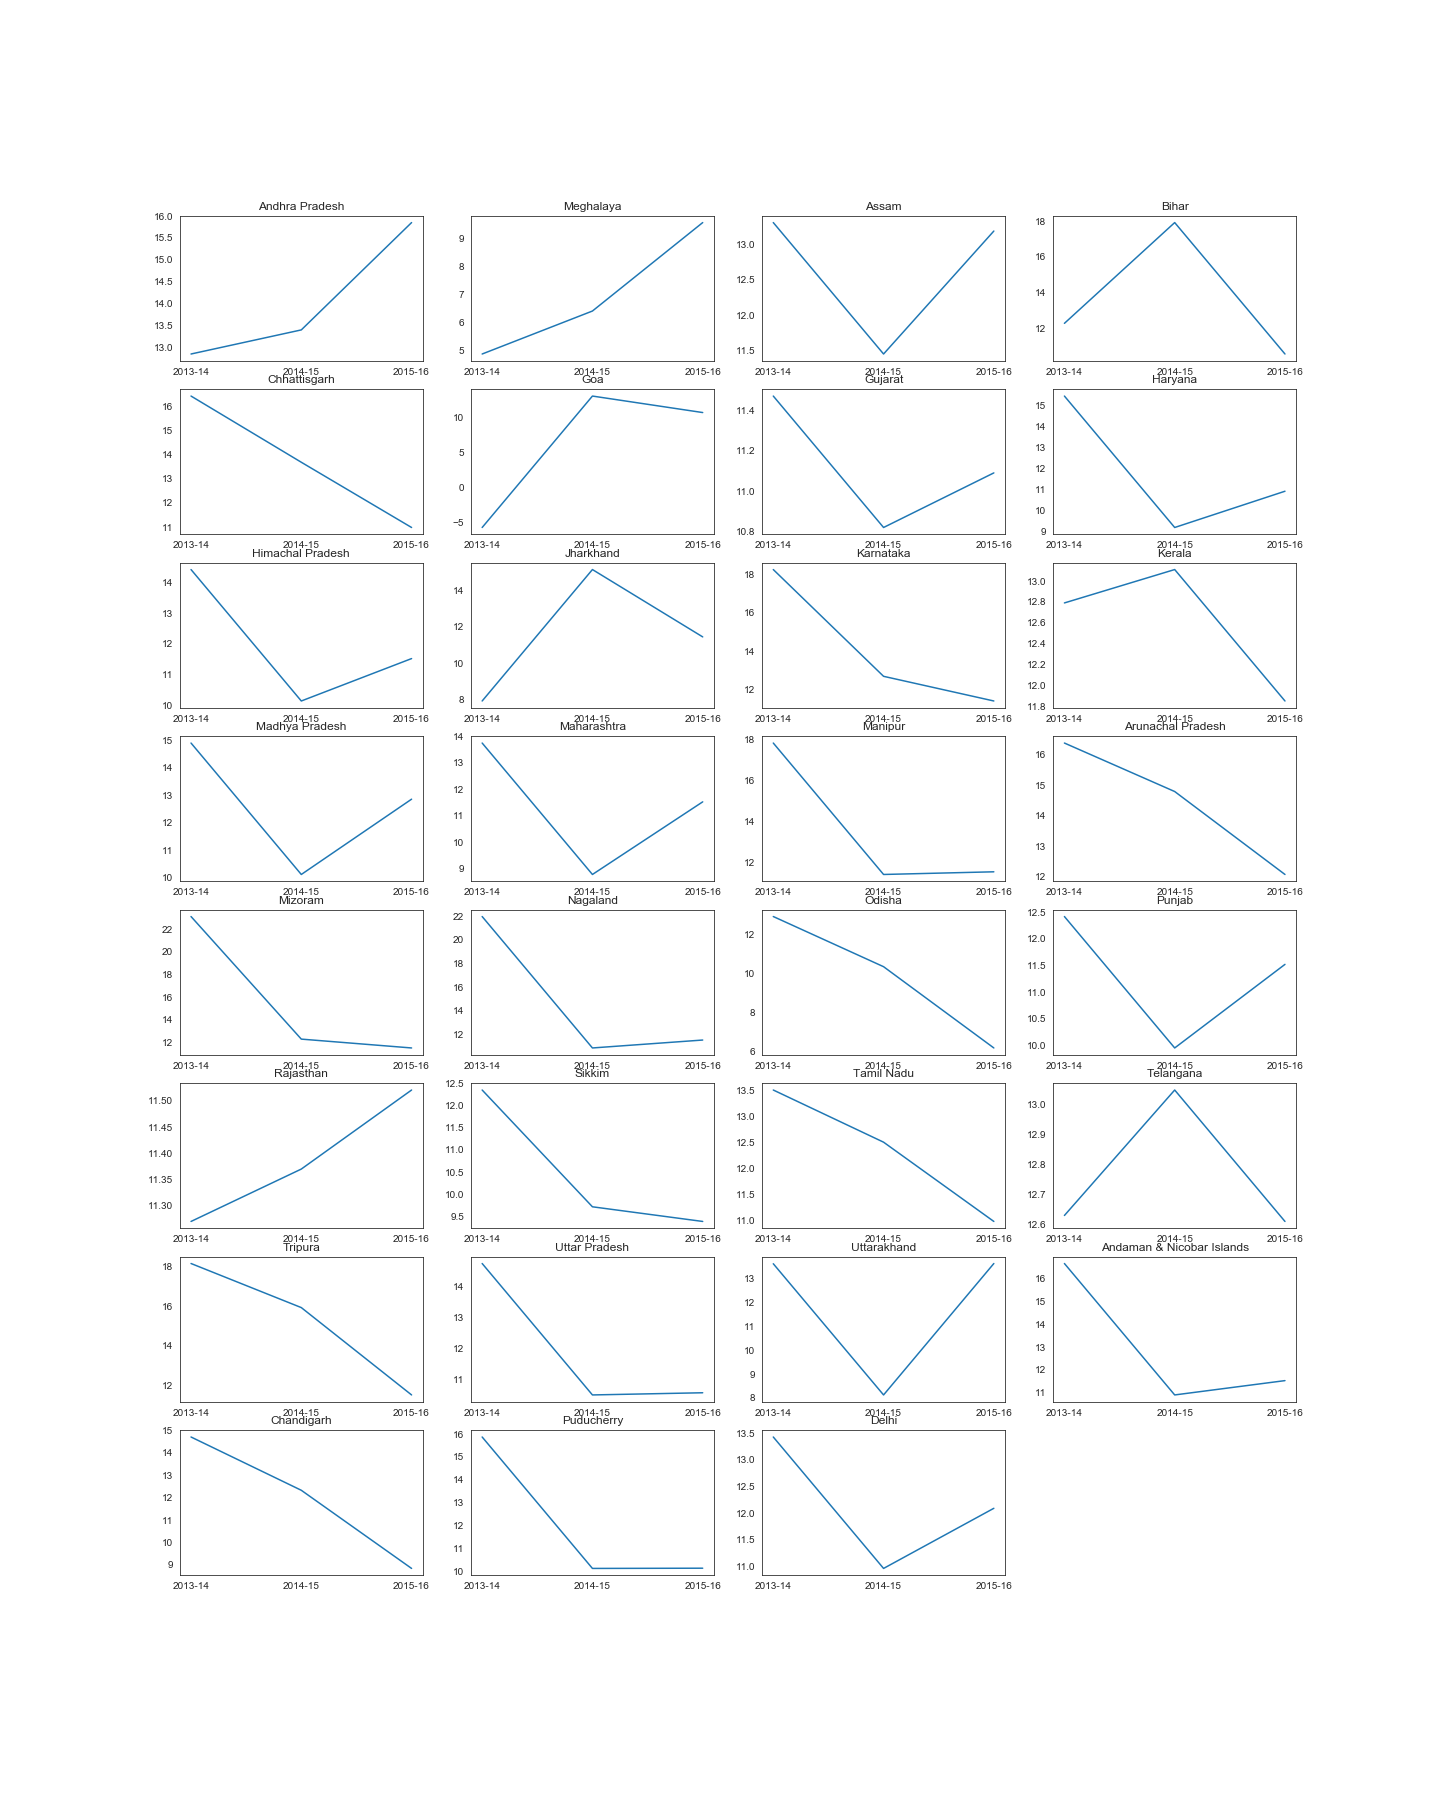 Andhra Pradesh
16.0
15.5
15.0
14.5
14.0
13.5
13.0
2013-14 2014-15 2015-16
Meghalaya
9
8
7
6
5
2013-14 2014-15 2015-16
Assam
13.0
12.5
12.0
11.5
2013-14 2014-15 2015-16
Bihar
18
16
14
12
2013-14 2014-15 2015-16
Chhattisgarh
16
15
14
13
12
11
2013-14 2014-15 2015-16
Goa
10
5
0
−5
2013-14 2014-15 2015-16
Gujarat
11.4
11.2
11.0
10.8
2013-14 2014-15 2015-16
Haryana
15
14
13
12
11
10
9
2013-14 2014-15 2015-16
Himachal Pradesh
14
13
12
11
10
2013-14 2014-15 2015-16
Jharkhand
14
12
10
8
2013-14 2014-15 2015-16
Karnataka
18
16
14
12
2013-14 2014-15 2015-16
Kerala
13.0
12.8
12.6
12.4
12.2
12.0
11.8
2013-14 2014-15 2015-16
Madhya Pradesh
15
14
13
12
11
10
2013-14 2014-15 2015-16
Maharashtra
14
13
12
11
10
9
2013-14 2014-15 2015-16
Manipur
18
16
14
12
2013-14 2014-15 2015-16
Arunachal Pradesh
16
15
14
13
12
2013-14 2014-15 2015-16
Mizoram
22
20
18
16
14
12
2013-14 2014-15 2015-16
Nagaland
22
20
18
16
14
12
2013-14 2014-15 2015-16
Odisha
12
10
8
6
2013-14 2014-15 2015-16
Punjab
12.5
12.0
11.5
11.0
10.5
10.0
2013-14 2014-15 2015-16
Rajasthan
11.50
11.45
11.40
11.35
11.30
2013-14 2014-15 2015-16
Sikkim
12.5
12.0
11.5
11.0
10.5
10.0
9.5
2013-14 2014-15 2015-16
Tamil Nadu
13.5
13.0
12.5
12.0
11.5
11.0
2013-14 2014-15 2015-16
Telangana
13.0
12.9
12.8
12.7
12.6
2013-14 2014-15 2015-16
Tripura
18
16
14
12
2013-14 2014-15 2015-16
Uttar Pradesh
14
13
12
11
2013-14 2014-15 2015-16
Uttarakhand
13
12
11
10
9
8
2013-14 2014-15 2015-16
Andaman & Nicobar Islands
16
15
14
13
12
11
2013-14 2014-15 2015-16
Chandigarh
15
14
13
12
11
10
9
2013-14 2014-15 2015-16
Puducherry
16
15
14
13
12
11
10
2013-14 2014-15 2015-16
Delhi
13.5
13.0
12.5
12.0
11.5
11.0
2013-14 2014-15 2015-16